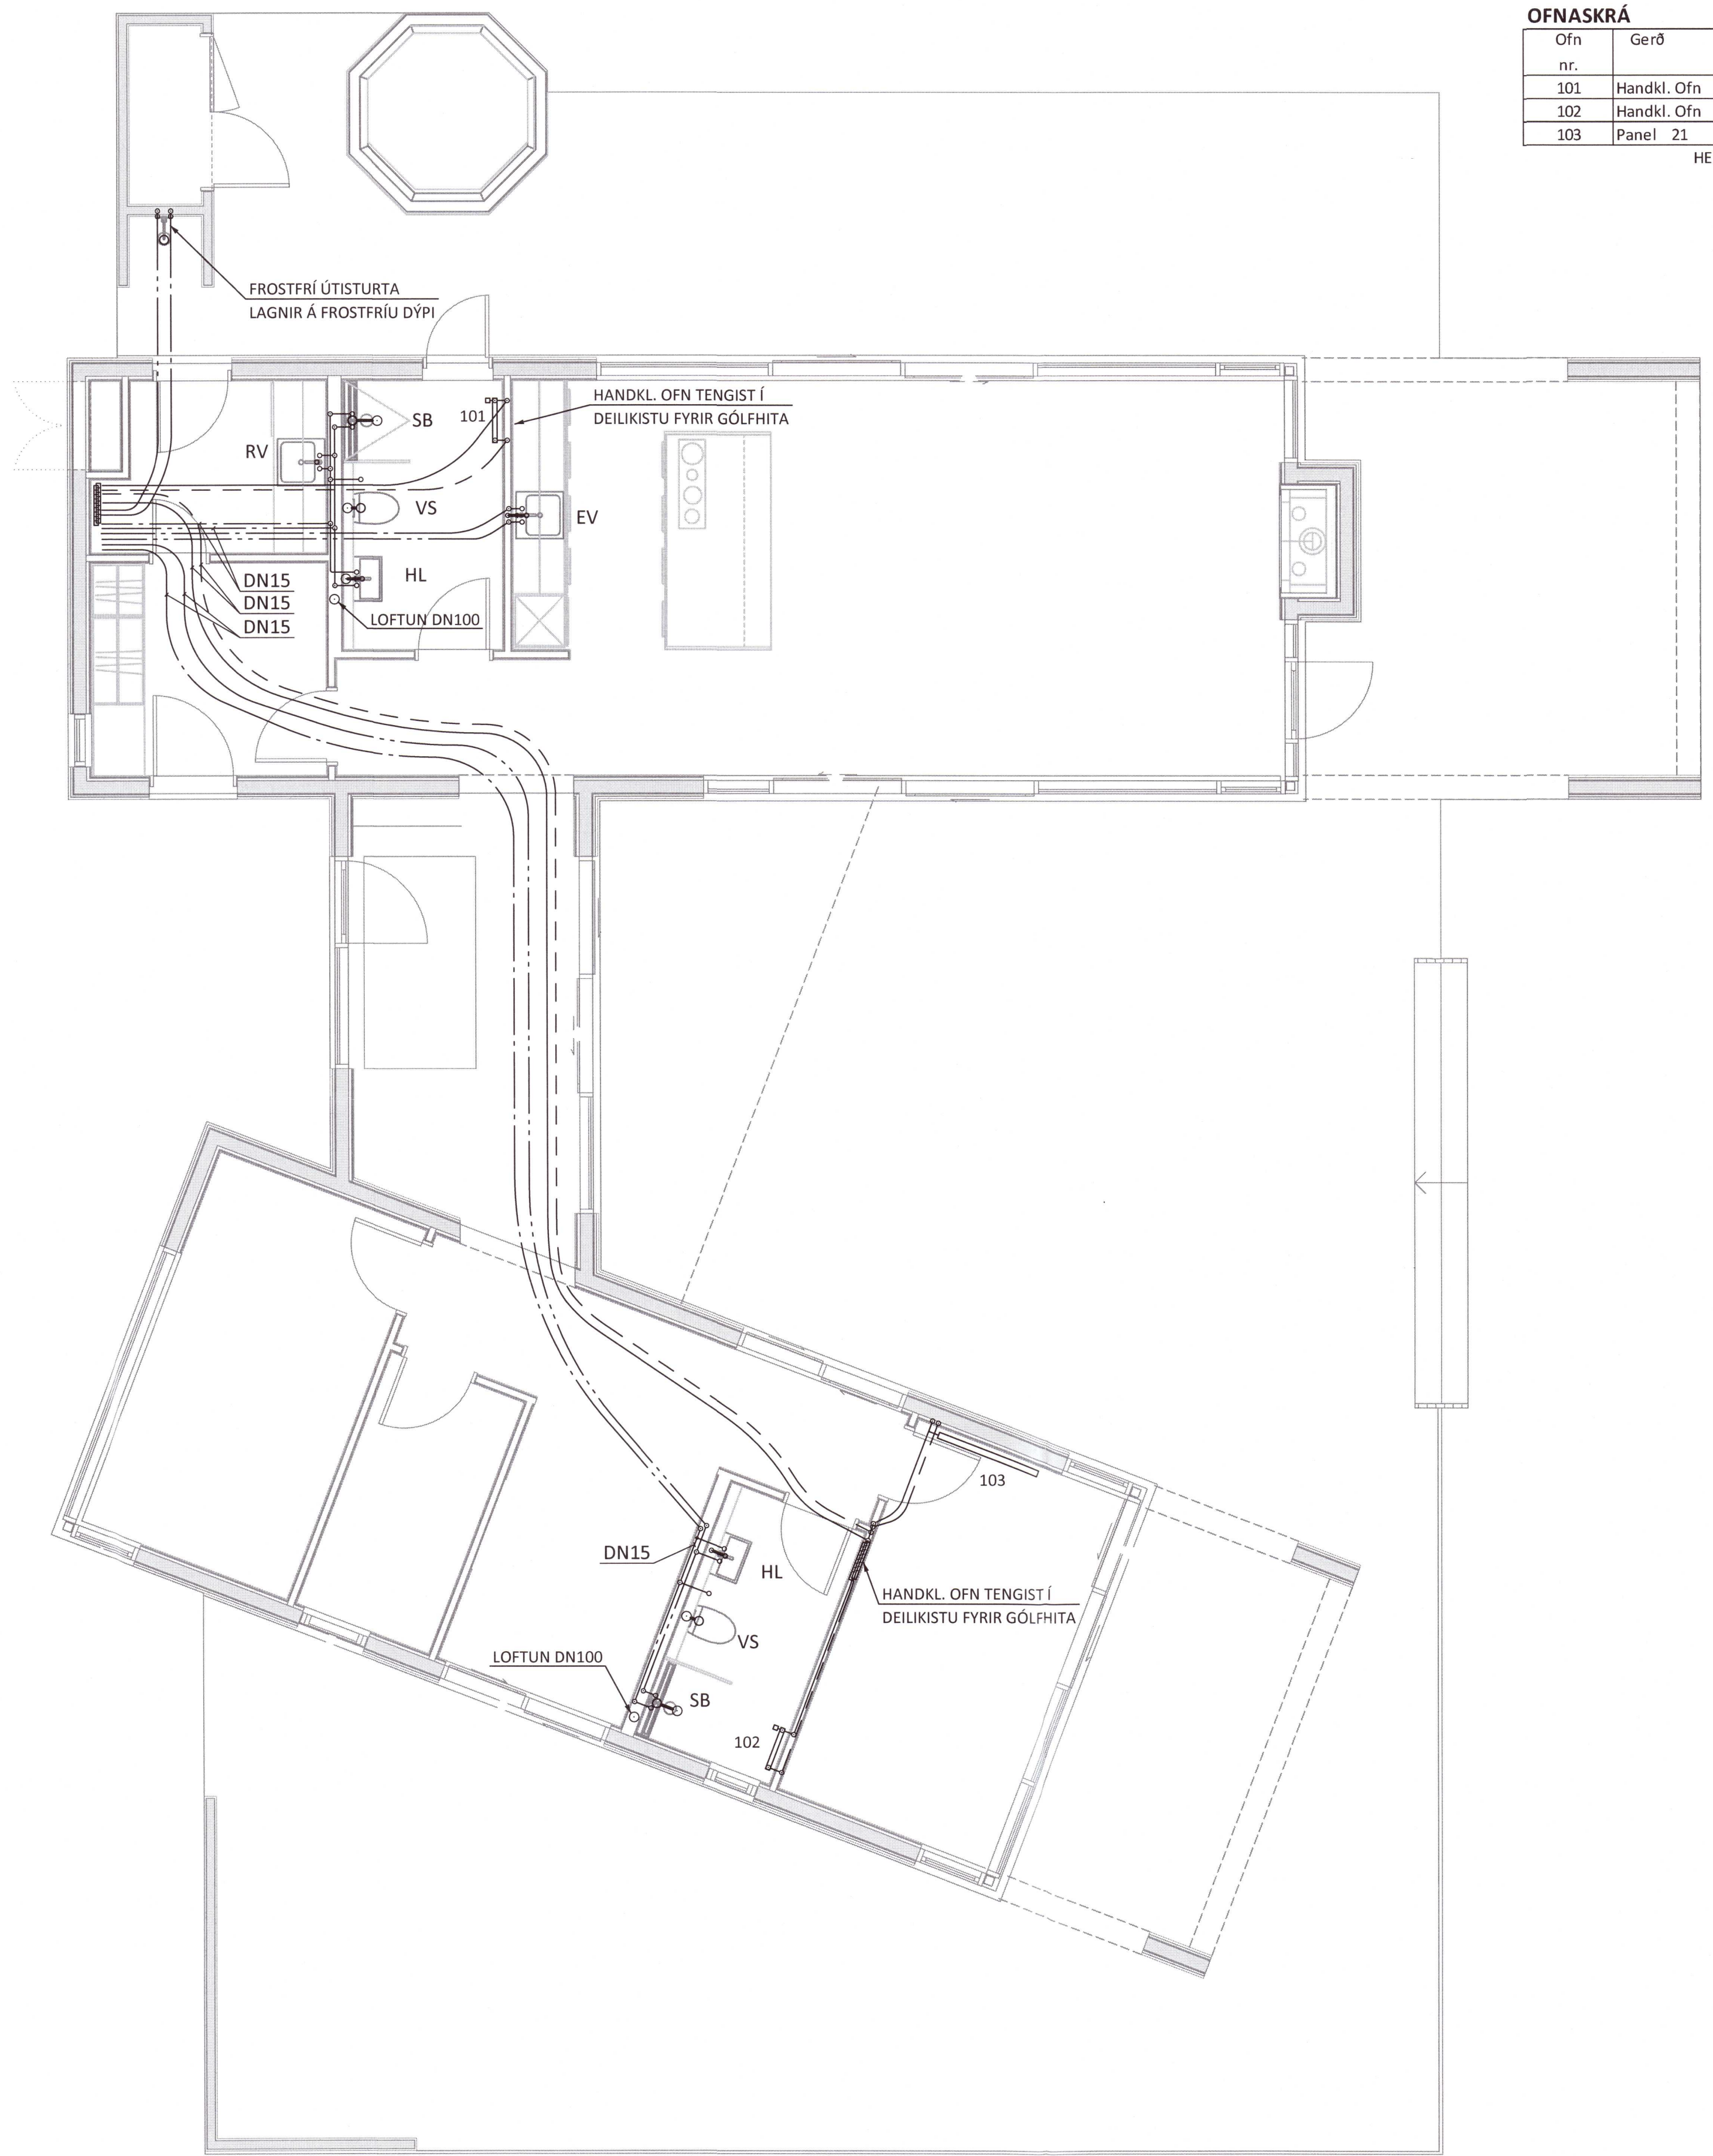 OFNASKRÁ
Ofn Gerð
nr.
101 Handkl. Ofn
102 Handkl. Ofn
103 Panel 21
HE
FROSTFRÍ ÚTISTURTA
LAGNIR Á FROSTFRÍU DÝPI
HANDKL. OFN TENGIST Í
DEILIKISTU FYRIR GÓLFHITA
101
SB
RV
VS
EV
HL
DN15
DN15
DN15
LOFTUN DN100
103
DN15
HL
HANDKL. OFN TENGIST Í
DEILIKISTU FYRIR GÓLFHITA
VS
LOFTUN DN100
SB
102